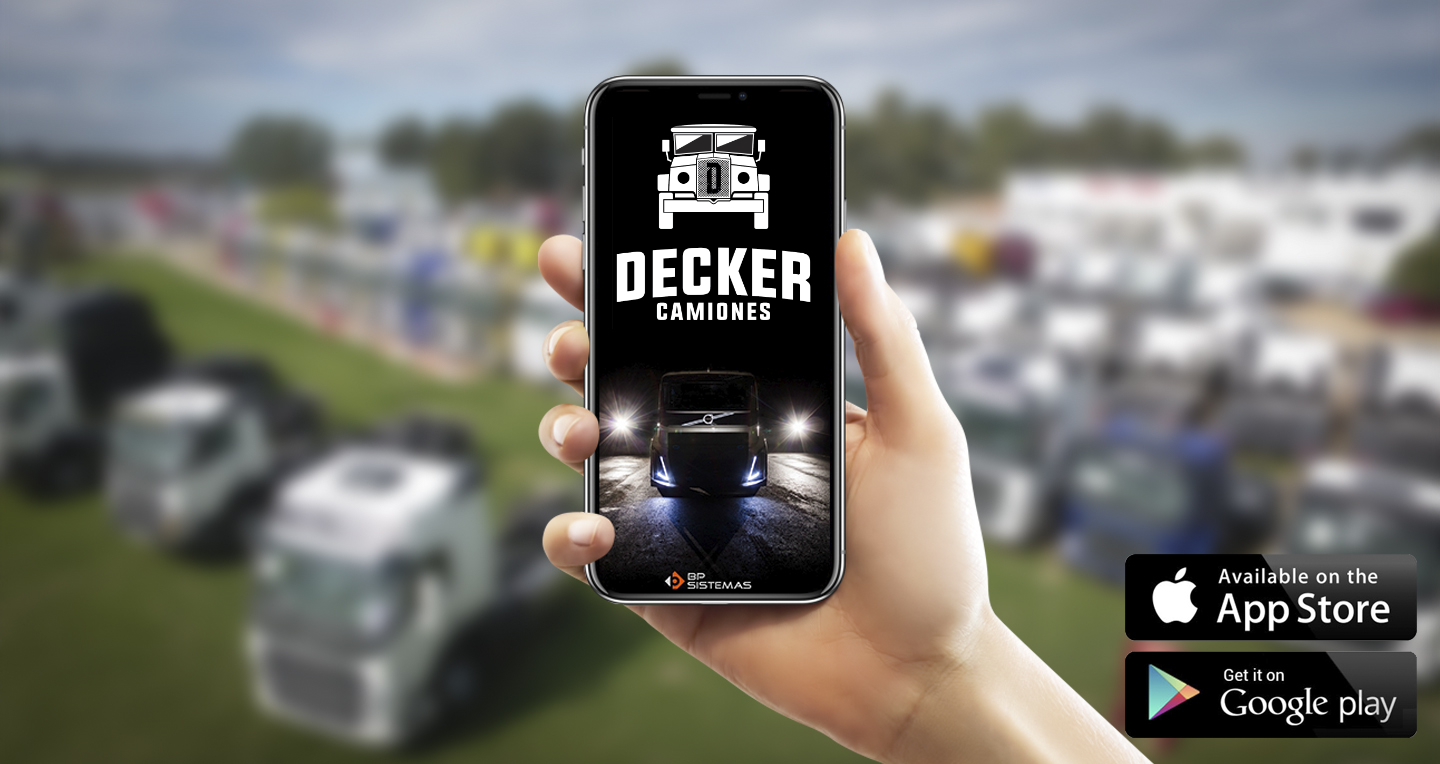 D
DECKER
CAMIONES
BP
SISTEMAS
Available on the
App Store
Get it on
Google play